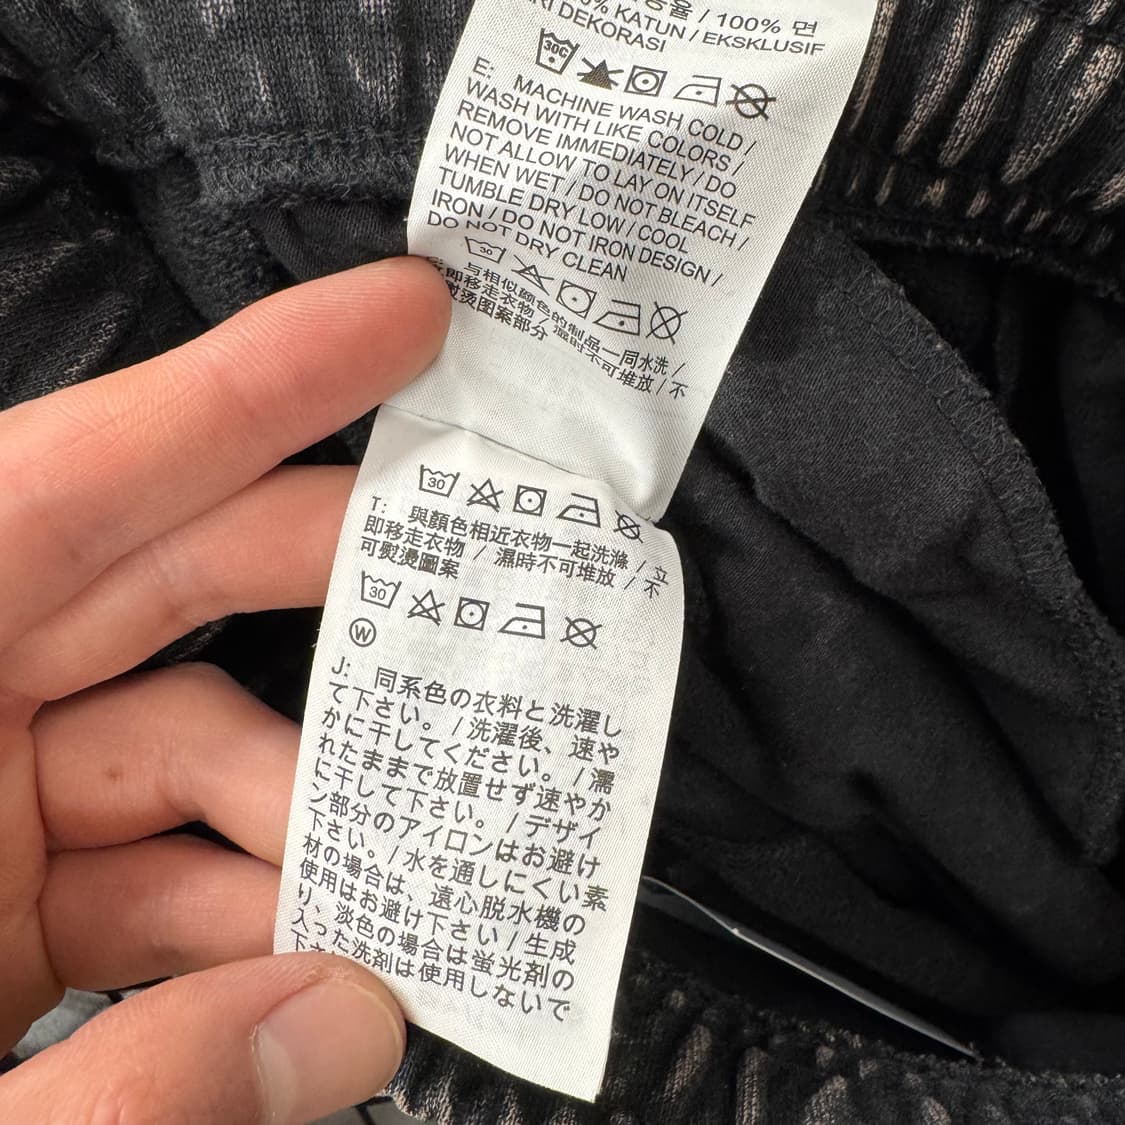 / 100% 면
% KATUN / EKSKLUSIF
RI DEKORASI
30C
E: MACHINE WASH COLD /
WASH WITH LIKE COLORS /
REMOVE IMMEDIATELY / DO
NOT ALLOW TO LAY ON ITSELF
WHEN WET / DO NOT BLEACH /
TUMBLE DRY LOW / COOL
IRON / DO NOT IRON DESIGN /
DO NOT DRY CLEAN
30
与相似颜色的制品一同水洗 /
即移走衣物 / 湿时不可堆放 / 不
熨烫图案部分
30
T: 與顏色相近衣物一起洗滌 / 立
即移走衣物 / 濕時不可堆放 / 不
可熨燙圖案
30
W
J: 同系色の衣料と洗濯し
て下さい。 / 洗濯後、速や
かに干してください。 / 濡
れたままで放置せず速やか
に干して下さい。 / デザイ
ン部分のアイロンはお避け
下さい。 / 水を通しにくい素
材の場合は、遠心脱水機の
使用はお避け下さい / 生成
り、淡色の場合は蛍光剤の
入った洗剤は使用しないで
下さい